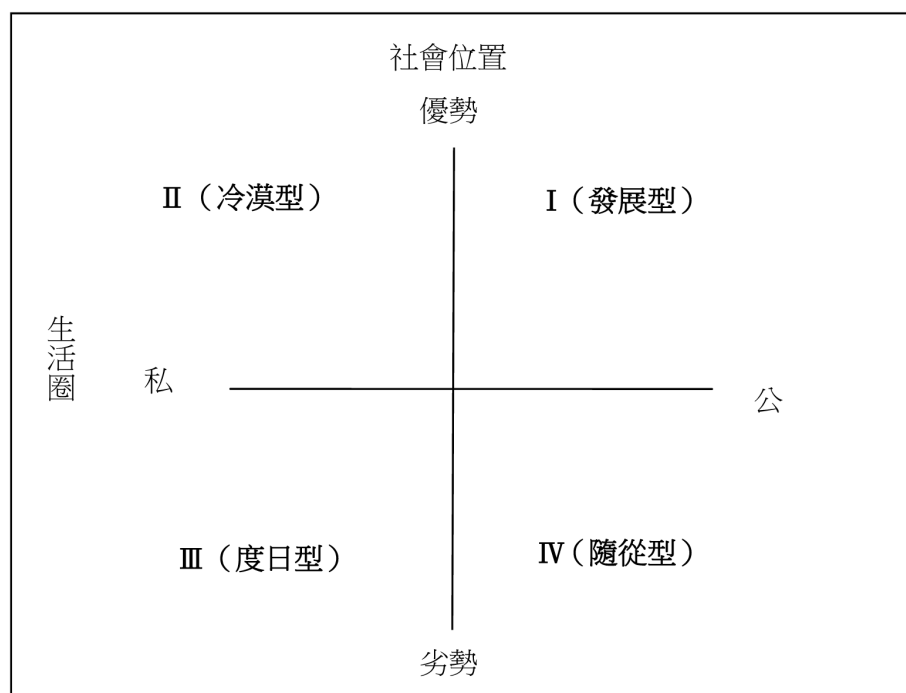 社會位置
優勢
Ⅱ（冷漠型）
Ⅰ（發展型）
生活圈
私
公
Ⅲ（度日型）
Ⅳ（隨從型）
劣勢